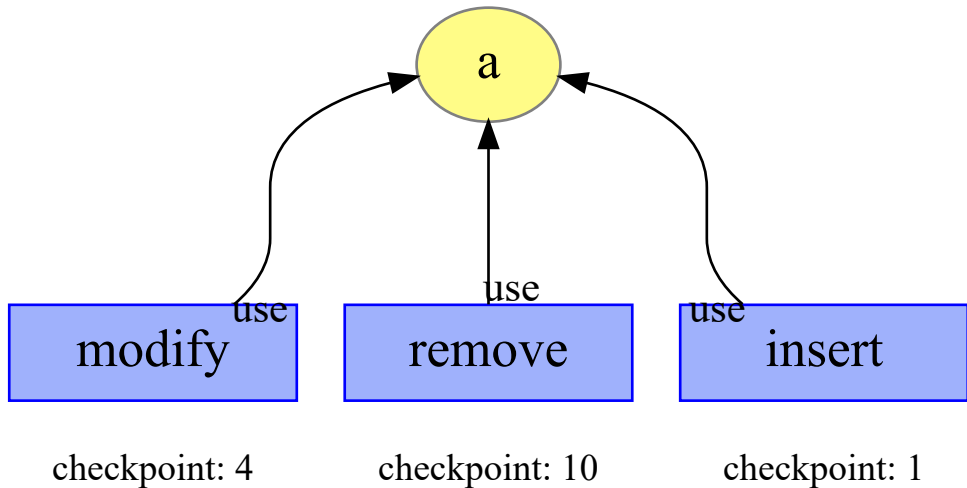 a
use
use
use
modify
remove
insert
checkpoint: 4
checkpoint: 10
checkpoint: 1